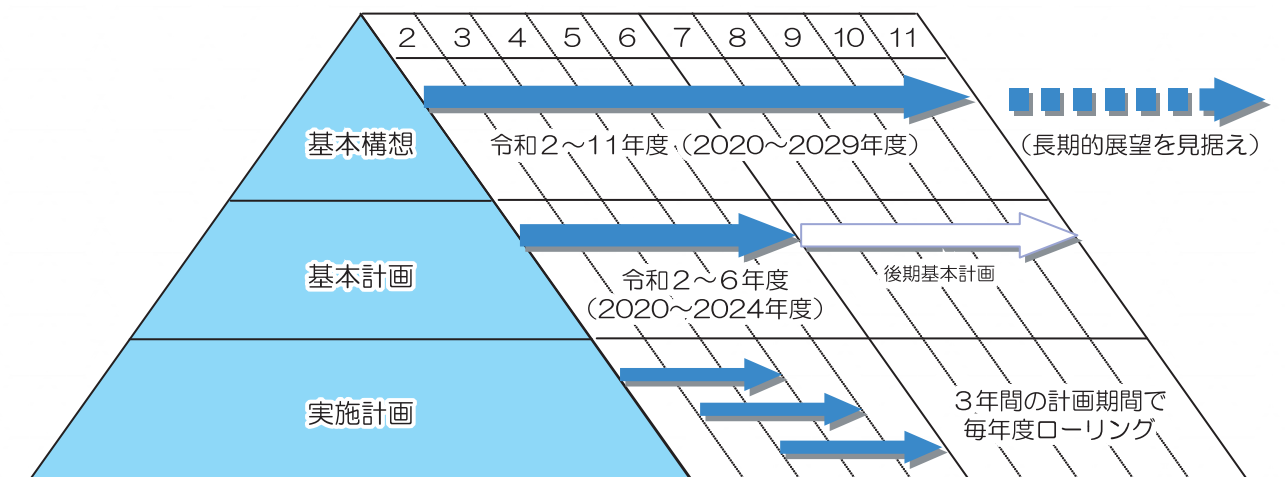 2 3 4 5 6 7 8 9 10 11
基本構想
令和2~11年度(2020~2029年度)
(長期的展望を見据え)
基本計画
令和2~6年度
(2020~2024年度)
後期基本計画
実施計画
3年間の計画期間で
毎年度ローリング